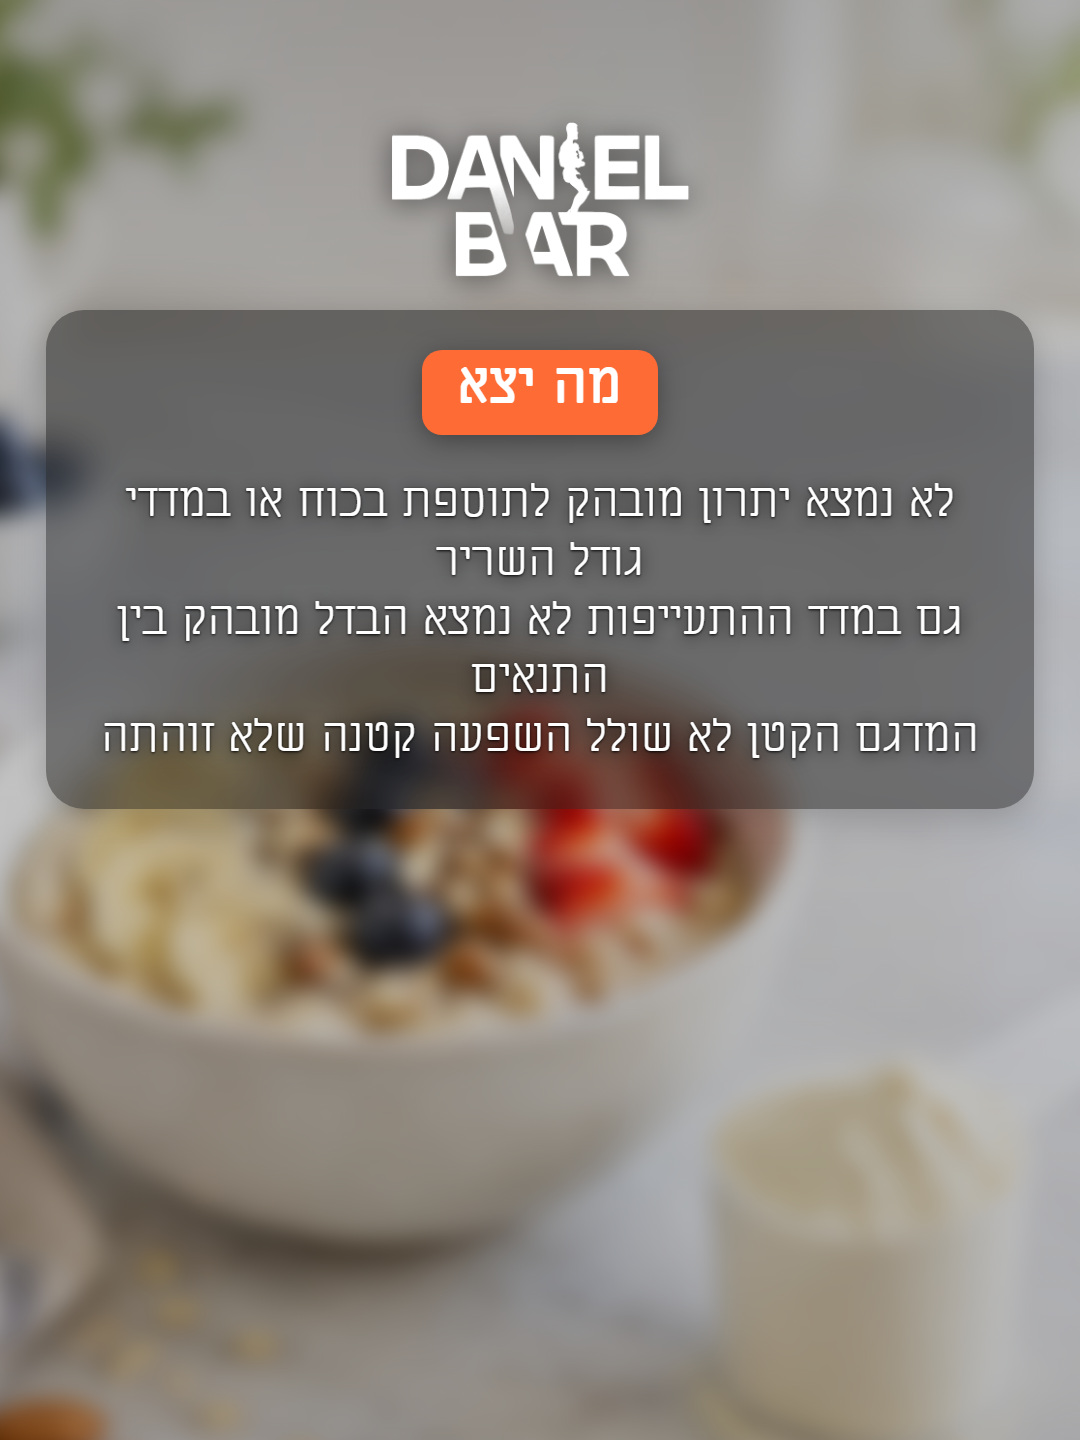 DANIEL
BAR
מה יצא
לא נמצא יתרון מובהק לתוספת בכוח או במדדי
גודל השריר
גם במדד ההתעייפות לא נמצא הבדל מובהק בין
התנאים
המדגם הקטן לא שולל השפעה קטנה שלא זוהתה